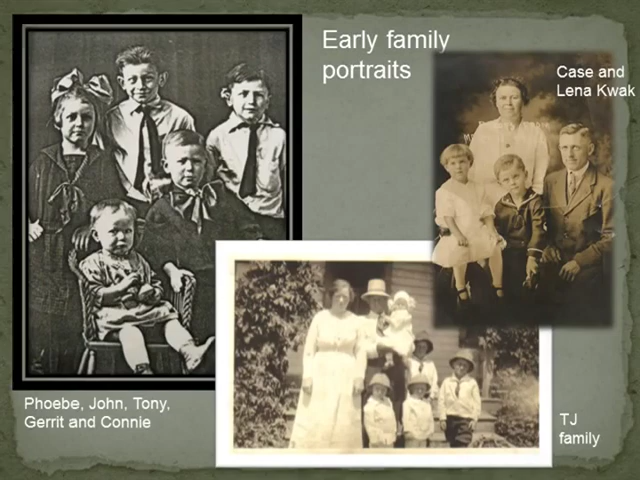 Early family
portraits
Case and
Lena Kwak
Phoebe, John, Tony,
Gerrit and Connie
TJ
family